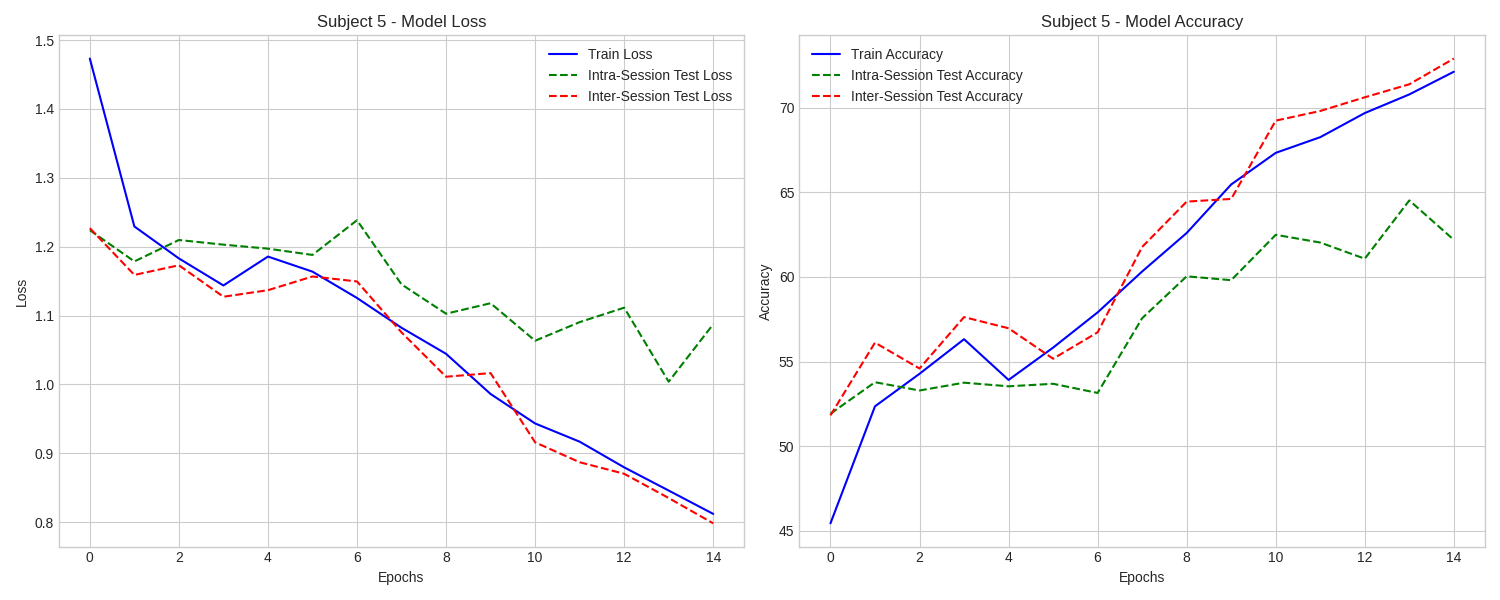 Subject 5 - Model Loss
Train Loss
Intra-Session Test Loss
Inter-Session Test Loss
1.5
1.4
1.3
1.2
1.1
1.0
0.9
0.8
Loss
0 2 4 6 8 10 12 14
Epochs
Subject 5 - Model Accuracy
Train Accuracy
Intra-Session Test Accuracy
Inter-Session Test Accuracy
70
65
60
55
50
45
Accuracy
0 2 4 6 8 10 12 14
Epochs